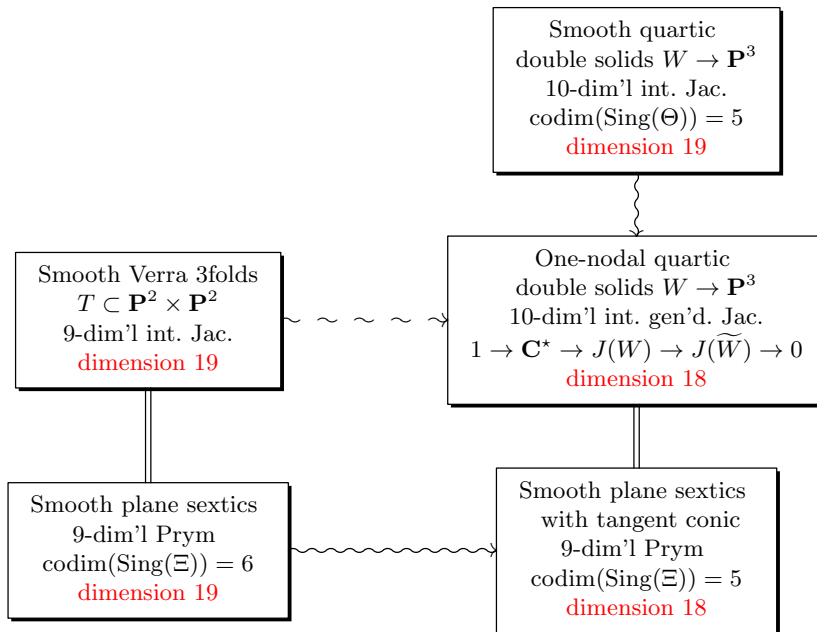 Smooth quartic
double solids W → P³
10-dim'l int. Jac.
codim(Sing(Θ)) = 5
dimension 19
Smooth Verra 3folds
T ⊂ P² × P²
9-dim'l int. Jac.
dimension 19
One-nodal quartic
double solids W → P³
10-dim'l int. gen'd. Jac.
1 → C⋆ → J(W) → J(W̃) → 0
dimension 18
Smooth plane sextics
9-dim'l Prym
codim(Sing(Ξ)) = 6
dimension 19
Smooth plane sextics
with tangent conic
9-dim'l Prym
codim(Sing(Ξ)) = 5
dimension 18